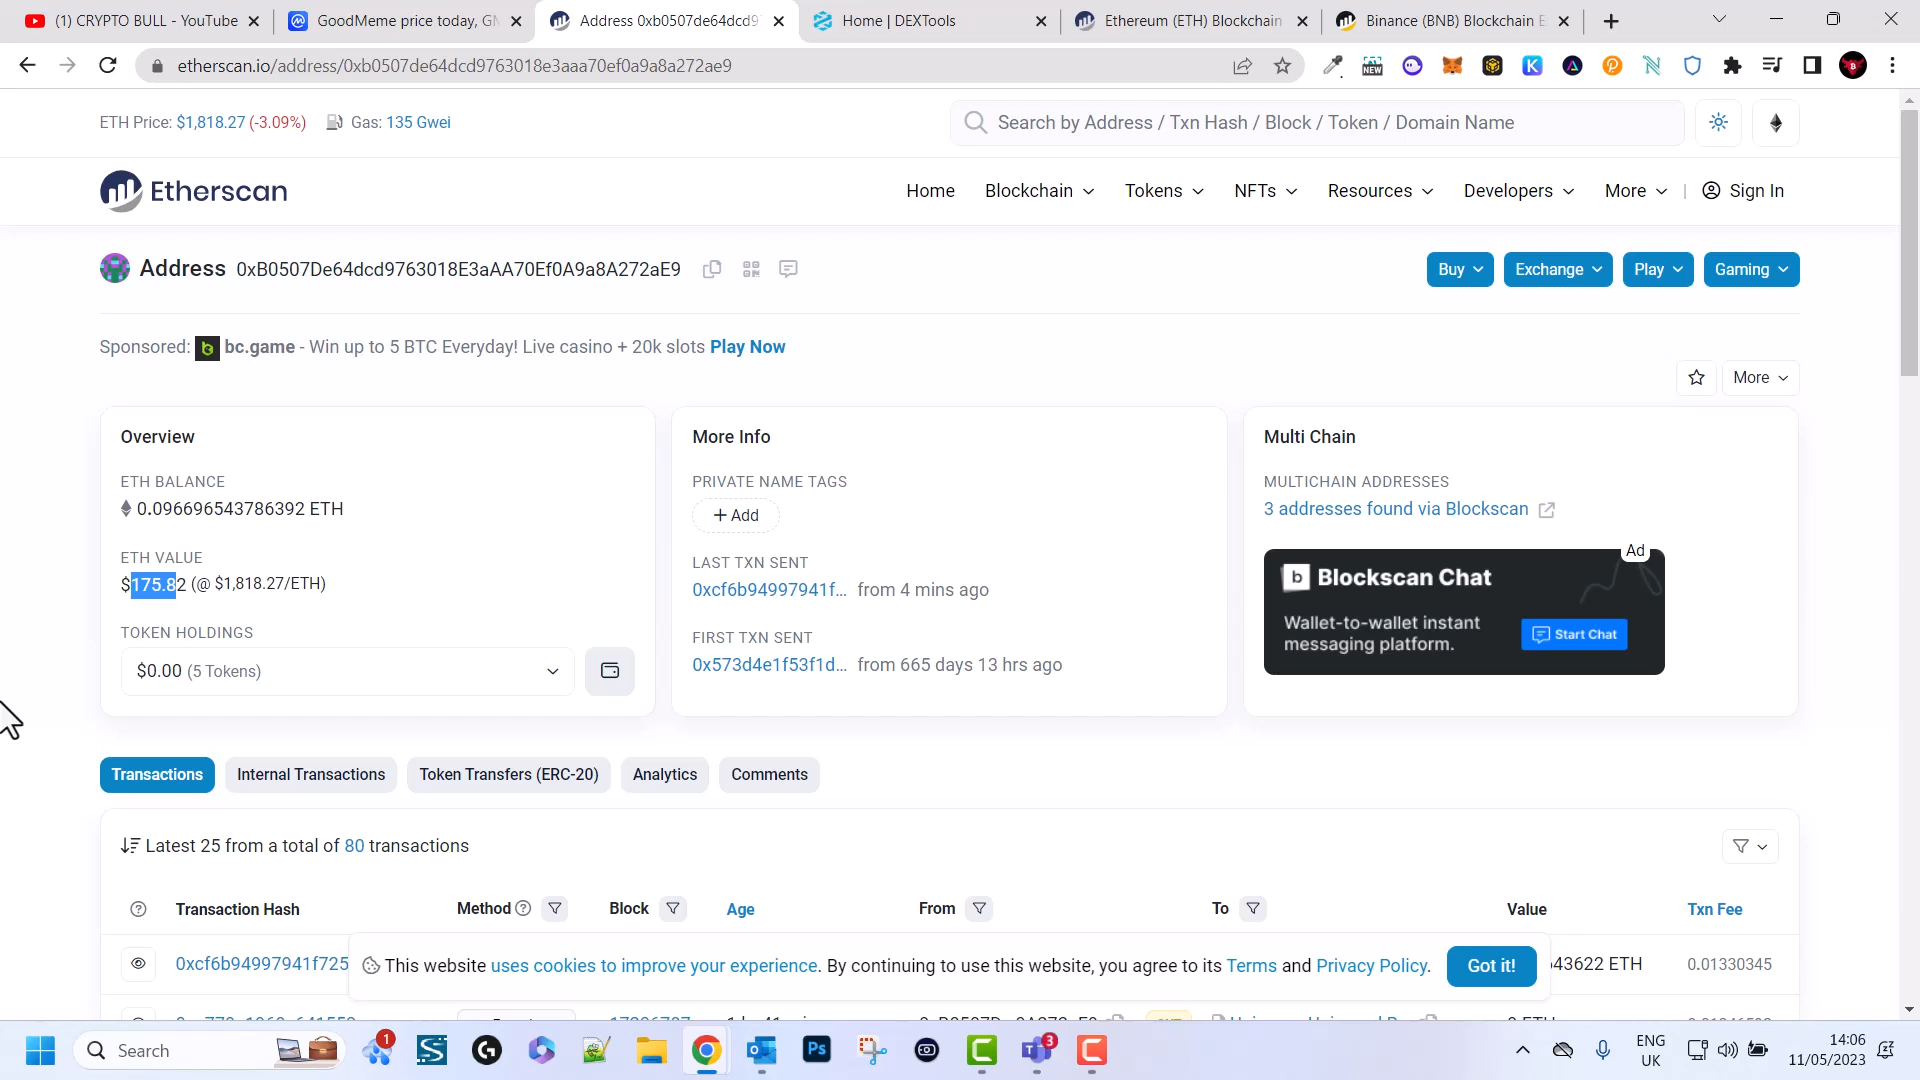 (1) CRYPTO BULL - YouTube
GoodMeme price today, GM
Address 0xb0507de64dcd9
Home | DEXTools
Ethereum (ETH) Blockchain
Binance (BNB) Blockchain E
etherscan.io/address/0xb0507de64dcd9763018e3aaa70ef0a9a8a272ae9
NEW
ETH Price: $1,818.27 (-3.09%) Gas: 135 Gwei
Search by Address / Txn Hash / Block / Token / Domain Name
Etherscan
Home Blockchain Tokens NFTs Resources Developers More | Sign In
Address 0xB0507De64dcd9763018E3aAA70Ef0A9a8A272aE9
Buy Exchange Play Gaming
Sponsored: bc.game - Win up to 5 BTC Everyday! Live casino + 20k slots Play Now
More
Overview
ETH BALANCE
0.096696543786392 ETH
ETH VALUE
$175.82 (@ $1,818.27/ETH)
TOKEN HOLDINGS
$0.00 (5 Tokens)
More Info
PRIVATE NAME TAGS
+ Add
LAST TXN SENT
0xcf6b94997941f... from 4 mins ago
FIRST TXN SENT
0x573d4e1f53f1d... from 665 days 13 hrs ago
Multi Chain
MULTICHAIN ADDRESSES
3 addresses found via Blockscan
Ad
b Blockscan Chat
Wallet-to-wallet instant
messaging platform.
Start Chat
Transactions Internal Transactions Token Transfers (ERC-20) Analytics Comments
Latest 25 from a total of 80 transactions
Transaction Hash Method Block Age From To Value Txn Fee
0xcf6b94997941f725
43622 ETH 0.01330345
This website uses cookies to improve your experience. By continuing to use this website, you agree to its Terms and Privacy Policy. Got it!
Search
1
Ps
3
ENG
UK
14:06
11/05/2023